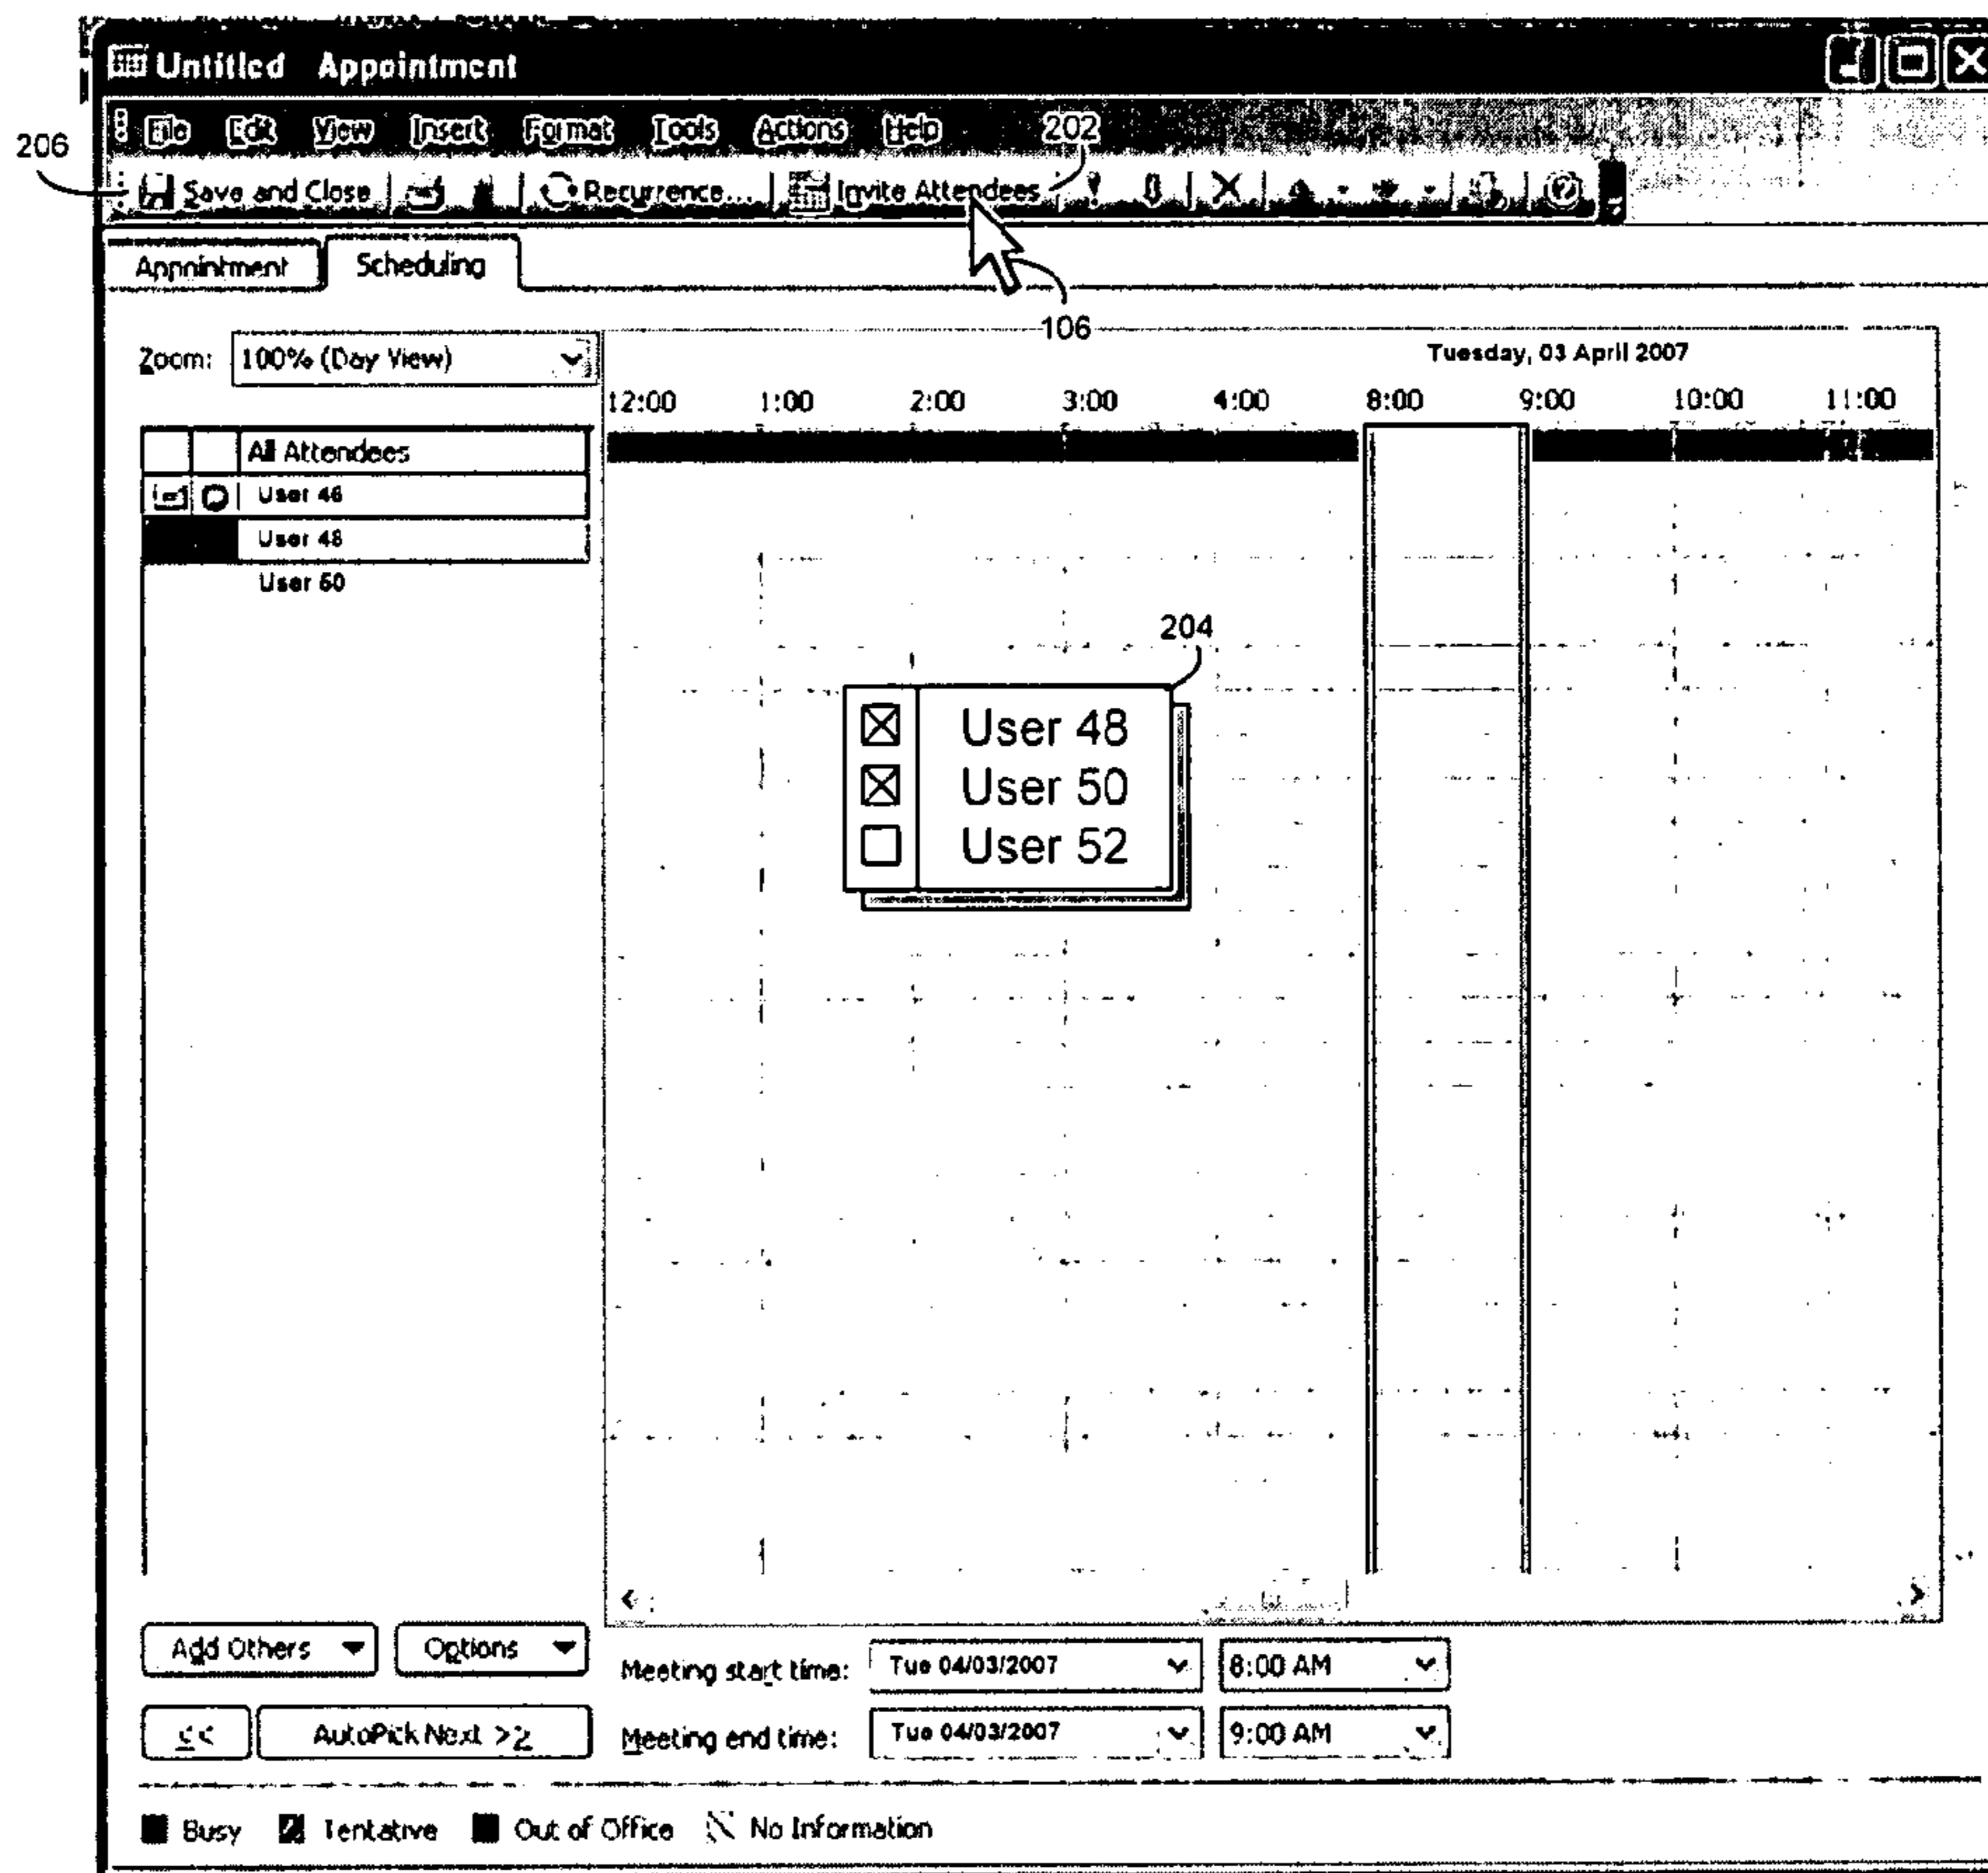 Untitled Appointment
File Edit View Insert Format Tools Actions Help 202
206
Save and Close Recurrence... Invite Attendees
Appointment Scheduling
106
Zoom: 100% (Day View)
Tuesday, 03 April 2007
12:00 1:00 2:00 3:00 4:00 8:00 9:00 10:00 11:00
All Attendees
User 46
User 48
User 50
204
User 48
User 50
User 52
Add Others Options
Meeting start time: Tue 04/03/2007 8:00 AM
<< AutoPick Next >>
Meeting end time: Tue 04/03/2007 9:00 AM
Busy Tentative Out of Office No Information